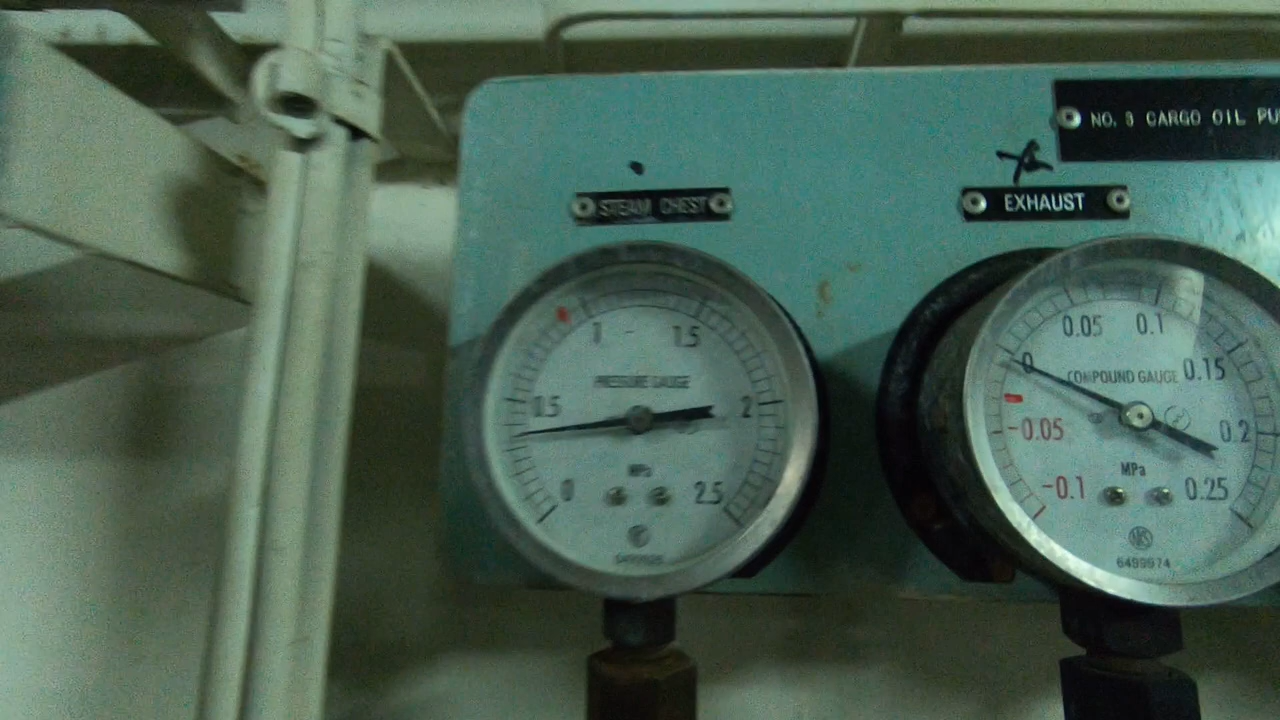 NO. 3 CARGO OIL PU
STEAM CHEST
EXHAUST
1 1.5
0.5 2
0 2.5
PRESSURE GAUGE
MPa
0.05 0.1
0 0.15
COMPOUND GAUGE
-0.05 0.2
MPa
-0.1 0.25
NKS
6499974